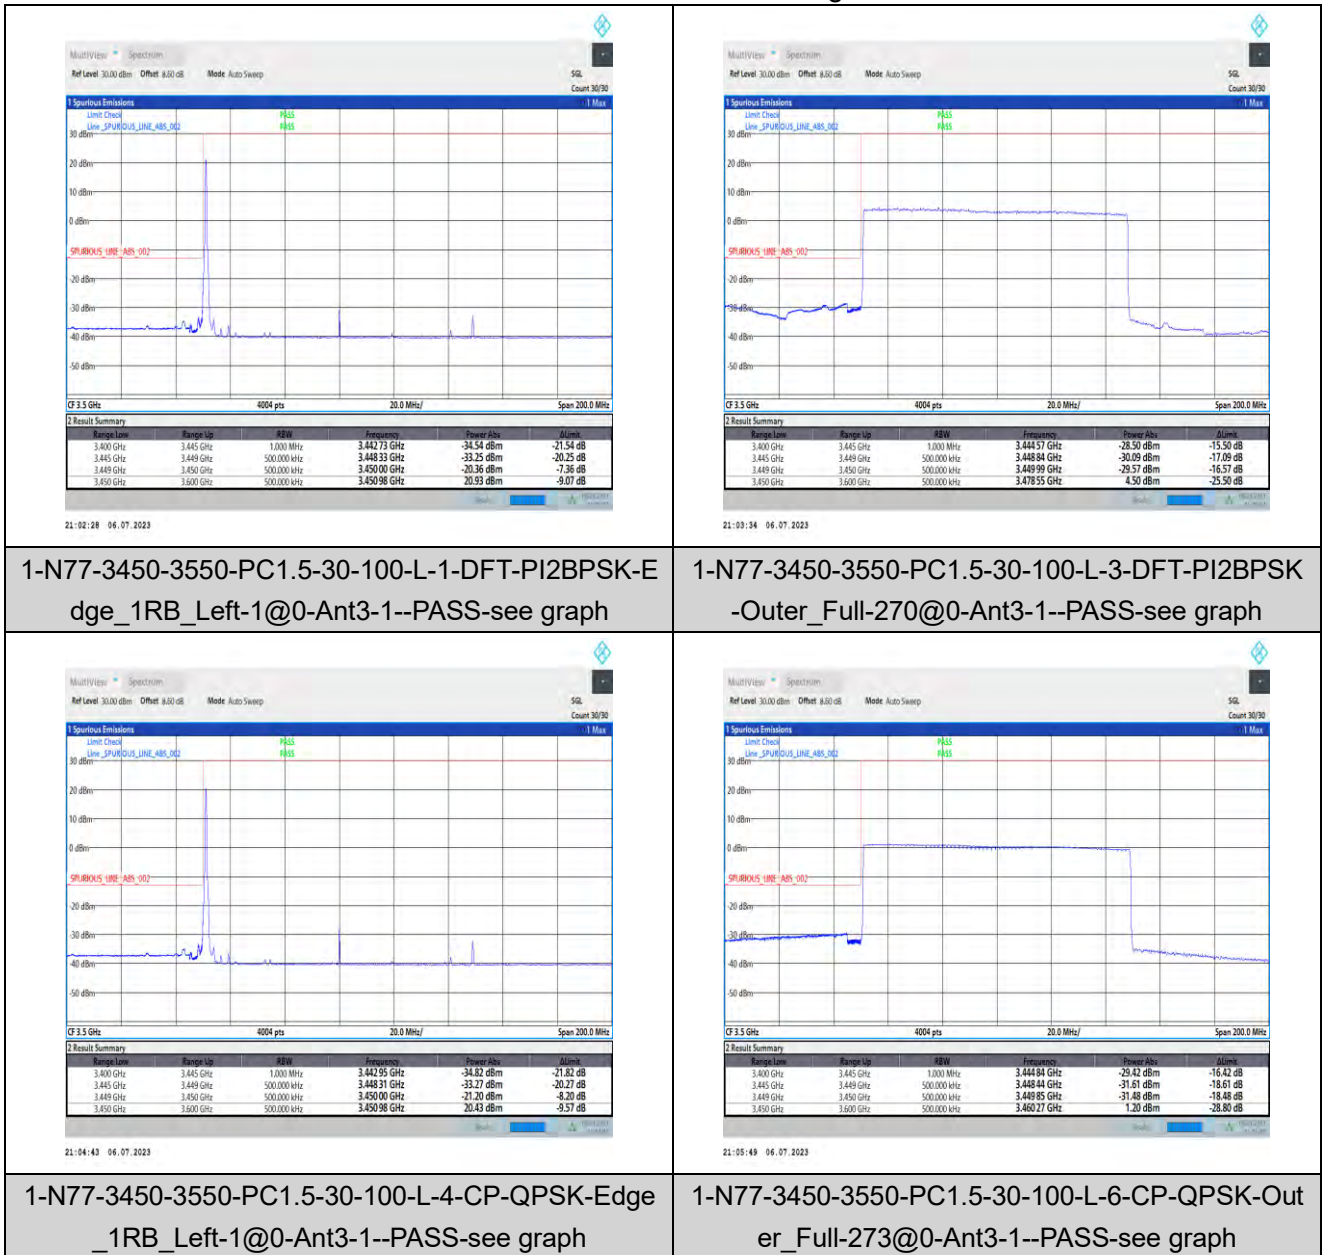 MultiView Spectrum
Ref Level 30.00 dBm Offset 8.60 dB Mode Auto Sweep SGL
Count 30/30
1 Spurious Emissions 1 Max
Limit Check PASS
Line _SPURIOUS_LINE_ABS_002 PASS
30 dBm
20 dBm
10 dBm
0 dBm
SPURIOUS_LINE_ABS_002
-20 dBm
-30 dBm
-40 dBm
-50 dBm
CF 3.5 GHz 4004 pts 20.0 MHz/ Span 200.0 MHz
2 Result Summary
Range Low Range Up RBW Frequency Power Abs ΔLimit
3.400 GHz 3.445 GHz 1.000 MHz 3.442 73 GHz -34.54 dBm -21.54 dB
3.445 GHz 3.449 GHz 500.000 kHz 3.448 33 GHz -33.25 dBm -20.25 dB
3.449 GHz 3.450 GHz 500.000 kHz 3.450 00 GHz -20.36 dBm -7.36 dB
3.450 GHz 3.600 GHz 500.000 kHz 3.450 98 GHz 20.93 dBm -9.07 dB
21:02:28 06.07.2023
1-N77-3450-3550-PC1.5-30-100-L-1-DFT-PI2BPSK-E
dge_1RB_Left-1@0-Ant3-1--PASS-see graph
MultiView Spectrum
Ref Level 30.00 dBm Offset 8.60 dB Mode Auto Sweep SGL
Count 30/30
1 Spurious Emissions 1 Max
Limit Check PASS
Line _SPURIOUS_LINE_ABS_002 PASS
30 dBm
20 dBm
10 dBm
0 dBm
SPURIOUS_LINE_ABS_002
-20 dBm
-30 dBm
-40 dBm
-50 dBm
CF 3.5 GHz 4004 pts 20.0 MHz/ Span 200.0 MHz
2 Result Summary
Range Low Range Up RBW Frequency Power Abs ΔLimit
3.400 GHz 3.445 GHz 1.000 MHz 3.444 57 GHz -28.50 dBm -15.50 dB
3.445 GHz 3.449 GHz 500.000 kHz 3.448 84 GHz -30.09 dBm -17.09 dB
3.449 GHz 3.450 GHz 500.000 kHz 3.449 99 GHz -29.57 dBm -16.57 dB
3.450 GHz 3.600 GHz 500.000 kHz 3.478 55 GHz 4.50 dBm -25.50 dB
21:03:34 06.07.2023
1-N77-3450-3550-PC1.5-30-100-L-3-DFT-PI2BPSK
-Outer_Full-270@0-Ant3-1--PASS-see graph
MultiView Spectrum
Ref Level 30.00 dBm Offset 8.60 dB Mode Auto Sweep SGL
Count 30/30
1 Spurious Emissions 1 Max
Limit Check PASS
Line _SPURIOUS_LINE_ABS_002 PASS
30 dBm
20 dBm
10 dBm
0 dBm
SPURIOUS_LINE_ABS_002
-20 dBm
-30 dBm
-40 dBm
-50 dBm
CF 3.5 GHz 4004 pts 20.0 MHz/ Span 200.0 MHz
2 Result Summary
Range Low Range Up RBW Frequency Power Abs ΔLimit
3.400 GHz 3.445 GHz 1.000 MHz 3.442 95 GHz -34.82 dBm -21.82 dB
3.445 GHz 3.449 GHz 500.000 kHz 3.448 31 GHz -33.27 dBm -20.27 dB
3.449 GHz 3.450 GHz 500.000 kHz 3.450 00 GHz -21.20 dBm -8.20 dB
3.450 GHz 3.600 GHz 500.000 kHz 3.450 98 GHz 20.43 dBm -9.57 dB
21:04:43 06.07.2023
1-N77-3450-3550-PC1.5-30-100-L-4-CP-QPSK-Edge
_1RB_Left-1@0-Ant3-1--PASS-see graph
MultiView Spectrum
Ref Level 30.00 dBm Offset 8.60 dB Mode Auto Sweep SGL
Count 30/30
1 Spurious Emissions 1 Max
Limit Check PASS
Line _SPURIOUS_LINE_ABS_002 PASS
30 dBm
20 dBm
10 dBm
0 dBm
SPURIOUS_LINE_ABS_002
-20 dBm
-30 dBm
-40 dBm
-50 dBm
CF 3.5 GHz 4004 pts 20.0 MHz/ Span 200.0 MHz
2 Result Summary
Range Low Range Up RBW Frequency Power Abs ΔLimit
3.400 GHz 3.445 GHz 1.000 MHz 3.444 84 GHz -29.42 dBm -16.42 dB
3.445 GHz 3.449 GHz 500.000 kHz 3.448 44 GHz -31.61 dBm -18.61 dB
3.449 GHz 3.450 GHz 500.000 kHz 3.449 85 GHz -31.48 dBm -18.48 dB
3.450 GHz 3.600 GHz 500.000 kHz 3.460 27 GHz 1.20 dBm -28.80 dB
21:05:49 06.07.2023
1-N77-3450-3550-PC1.5-30-100-L-6-CP-QPSK-Out
er_Full-273@0-Ant3-1--PASS-see graph